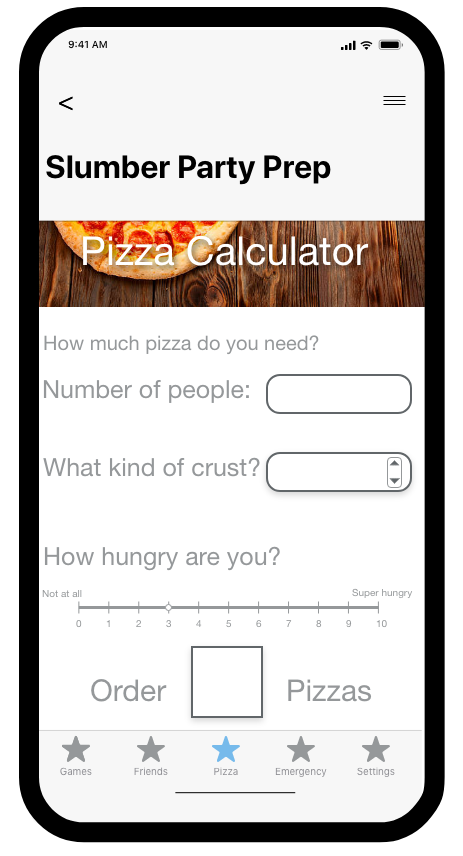 9:41 AM
<
Slumber Party Prep
Pizza Calculator
How much pizza do you need?
Number of people:
What kind of crust?
How hungry are you?
Not at all Super hungry
0 1 2 3 4 5 6 7 8 9 10
Order Pizzas
Games Friends Pizza Emergency Settings